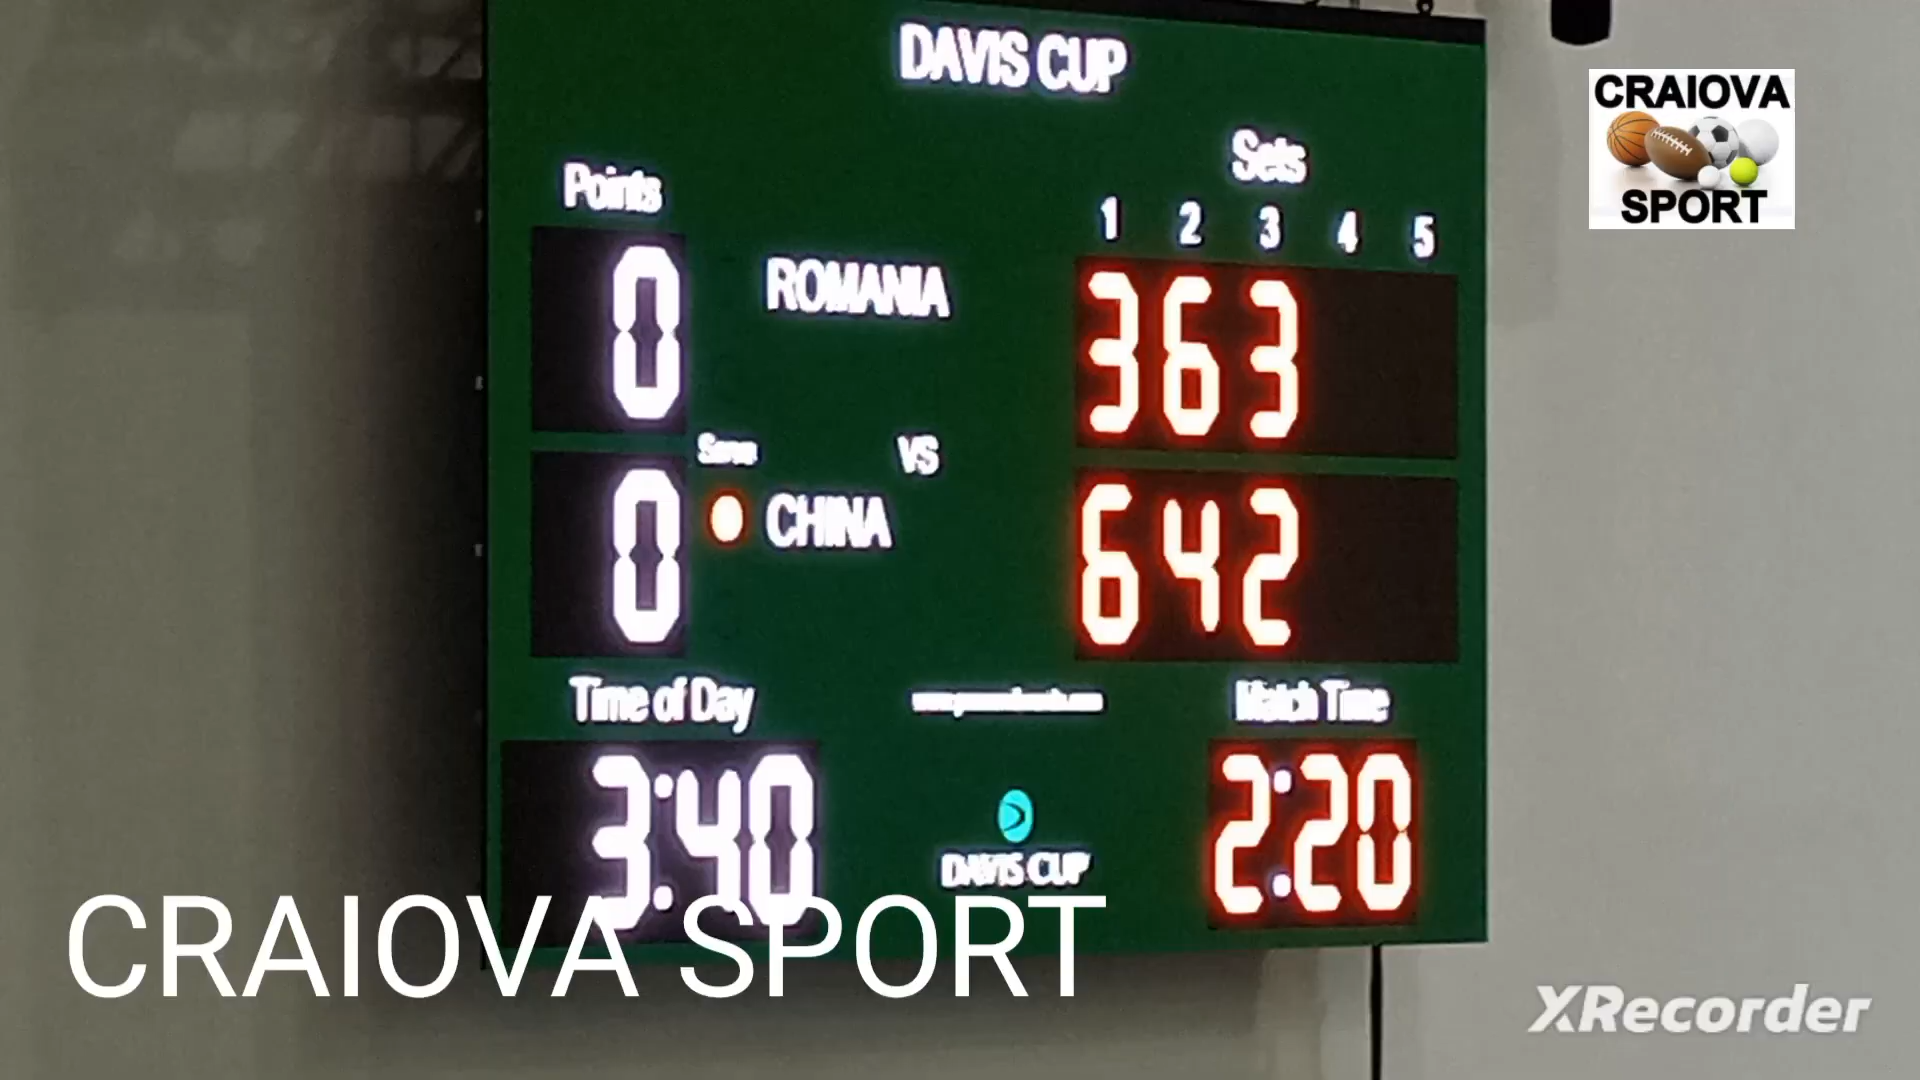 DAVIS CUP
CRAIOVA
SPORT
Points
Sets
1 2 3 4 5
0 ROMANIA 3 6 3
Serve VS
0 CHINA 6 4 2
Time of Day
Match Time
3:40
2:20
DAVIS CUP
CRAIOVA SPORT
XRecorder